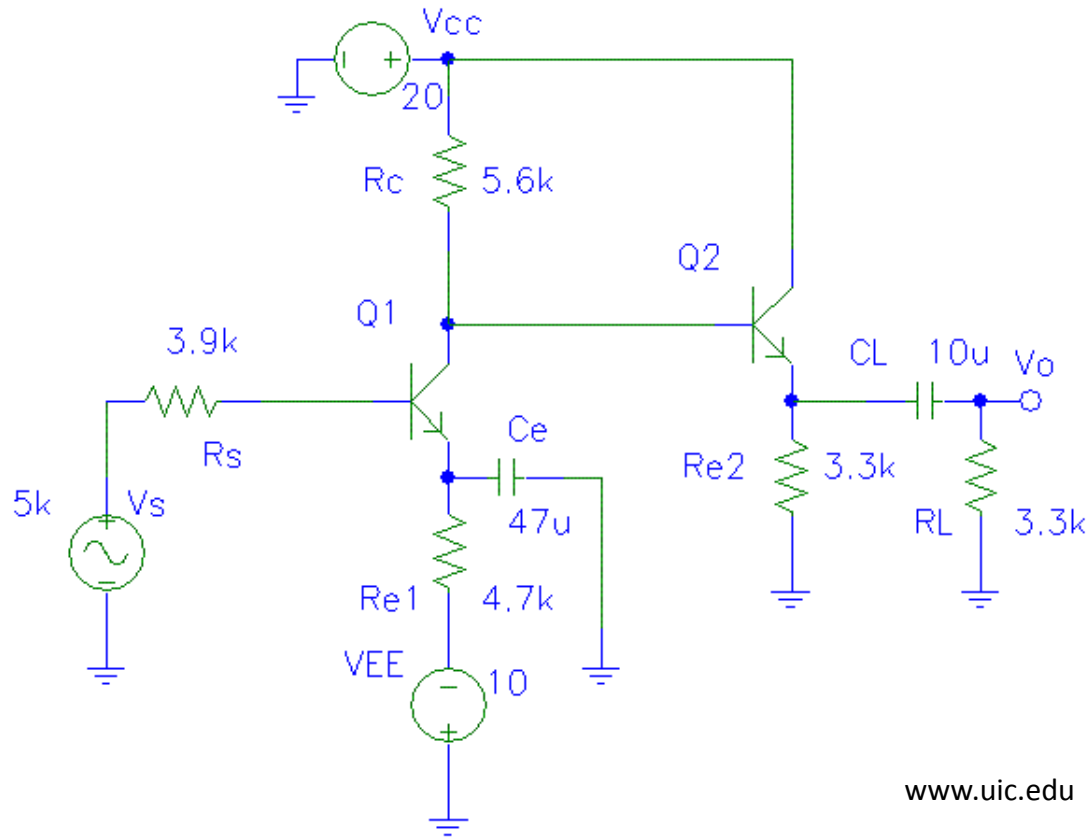 Vcc
20
Rc
5.6k
Q2
Q1
3.9k
CL
10u
Vo
Rs
Ce
5k
Vs
47u
Re2
3.3k
RL
3.3k
Re1
4.7k
VEE
10
www.uic.edu